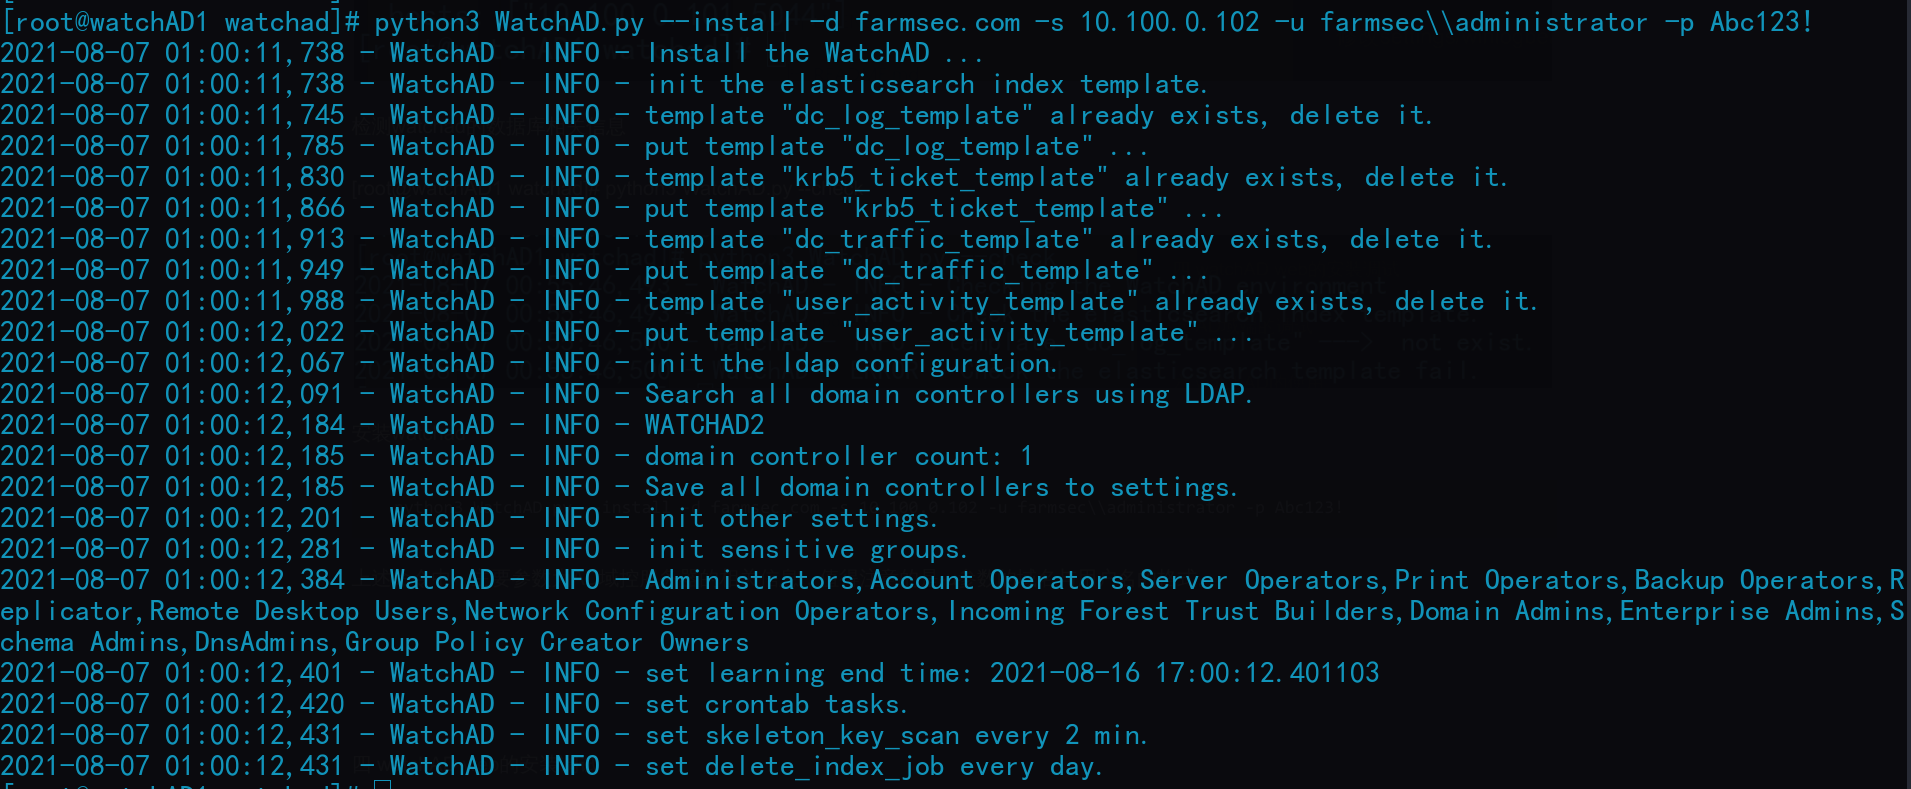 [root@watchAD1 watchad]# python3 WatchAD.py --install -d farmsec.com -s 10.100.0.102 -u farmsec\\administrator -p Abc123!
2021-08-07 01:00:11,738 - WatchAD - INFO - Install the WatchAD ...
2021-08-07 01:00:11,738 - WatchAD - INFO - init the elasticsearch index template.
2021-08-07 01:00:11,745 - WatchAD - INFO - template "dc_log_template" already exists, delete it.
2021-08-07 01:00:11,785 - WatchAD - INFO - put template "dc_log_template" ...
2021-08-07 01:00:11,830 - WatchAD - INFO - template "krb5_ticket_template" already exists, delete it.
2021-08-07 01:00:11,866 - WatchAD - INFO - put template "krb5_ticket_template" ...
2021-08-07 01:00:11,913 - WatchAD - INFO - template "dc_traffic_template" already exists, delete it.
2021-08-07 01:00:11,949 - WatchAD - INFO - put template "dc_traffic_template" ...
2021-08-07 01:00:11,988 - WatchAD - INFO - template "user_activity_template" already exists, delete it.
2021-08-07 01:00:12,022 - WatchAD - INFO - put template "user_activity_template" ...
2021-08-07 01:00:12,067 - WatchAD - INFO - init the ldap configuration.
2021-08-07 01:00:12,091 - WatchAD - INFO - Search all domain controllers using LDAP.
2021-08-07 01:00:12,184 - WatchAD - INFO - WATCHAD2
2021-08-07 01:00:12,185 - WatchAD - INFO - domain controller count: 1
2021-08-07 01:00:12,185 - WatchAD - INFO - Save all domain controllers to settings.
2021-08-07 01:00:12,201 - WatchAD - INFO - init other settings.
2021-08-07 01:00:12,281 - WatchAD - INFO - init sensitive groups.
2021-08-07 01:00:12,384 - WatchAD - INFO - Administrators,Account Operators,Server Operators,Print Operators,Backup Operators,R
eplicator,Remote Desktop Users,Network Configuration Operators,Incoming Forest Trust Builders,Domain Admins,Enterprise Admins,S
chema Admins,DnsAdmins,Group Policy Creator Owners
2021-08-07 01:00:12,401 - WatchAD - INFO - set learning end time: 2021-08-16 17:00:12.401103
2021-08-07 01:00:12,420 - WatchAD - INFO - set crontab tasks.
2021-08-07 01:00:12,431 - WatchAD - INFO - set skeleton_key_scan every 2 min.
2021-08-07 01:00:12,431 - WatchAD - INFO - set delete_index_job every day.